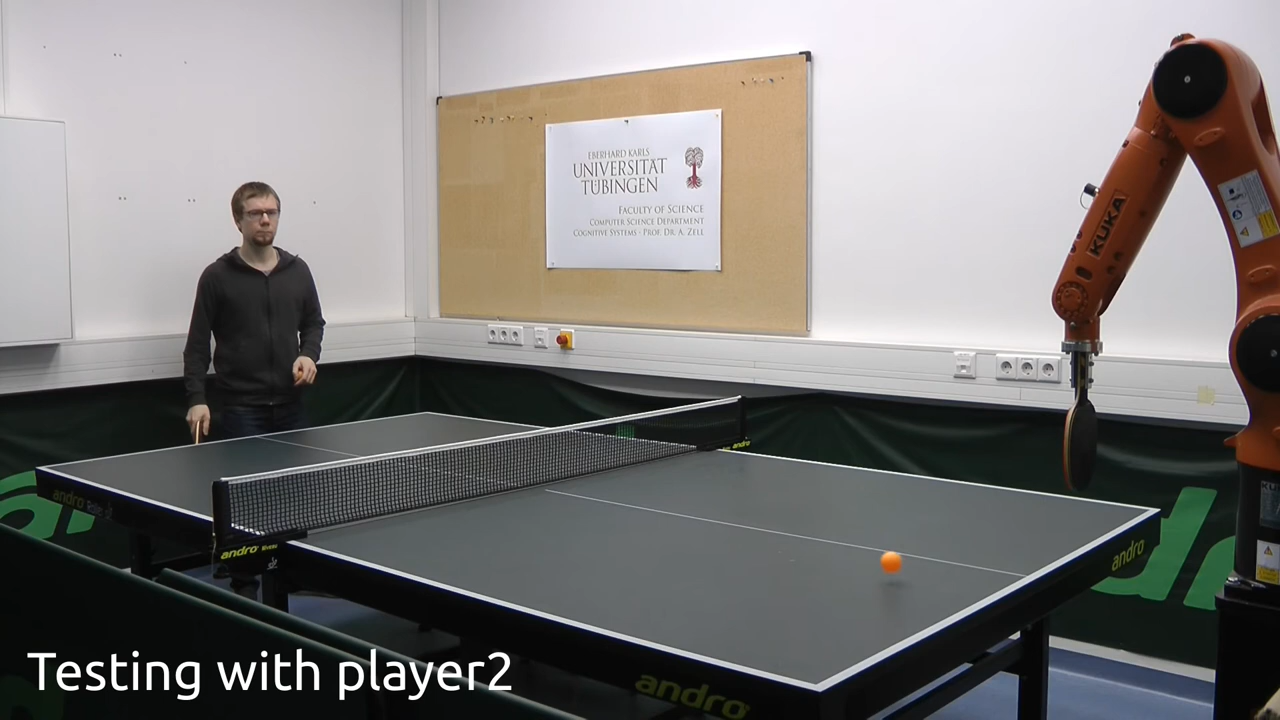 EBERHARD KARLS
UNIVERSITÄT
TÜBINGEN
FACULTY OF SCIENCE
COMPUTER SCIENCE DEPARTMENT
COGNITIVE SYSTEMS - PROF. DR. A. ZELL
KUKA
andro
andro
andro
andro
andro
Testing with player2